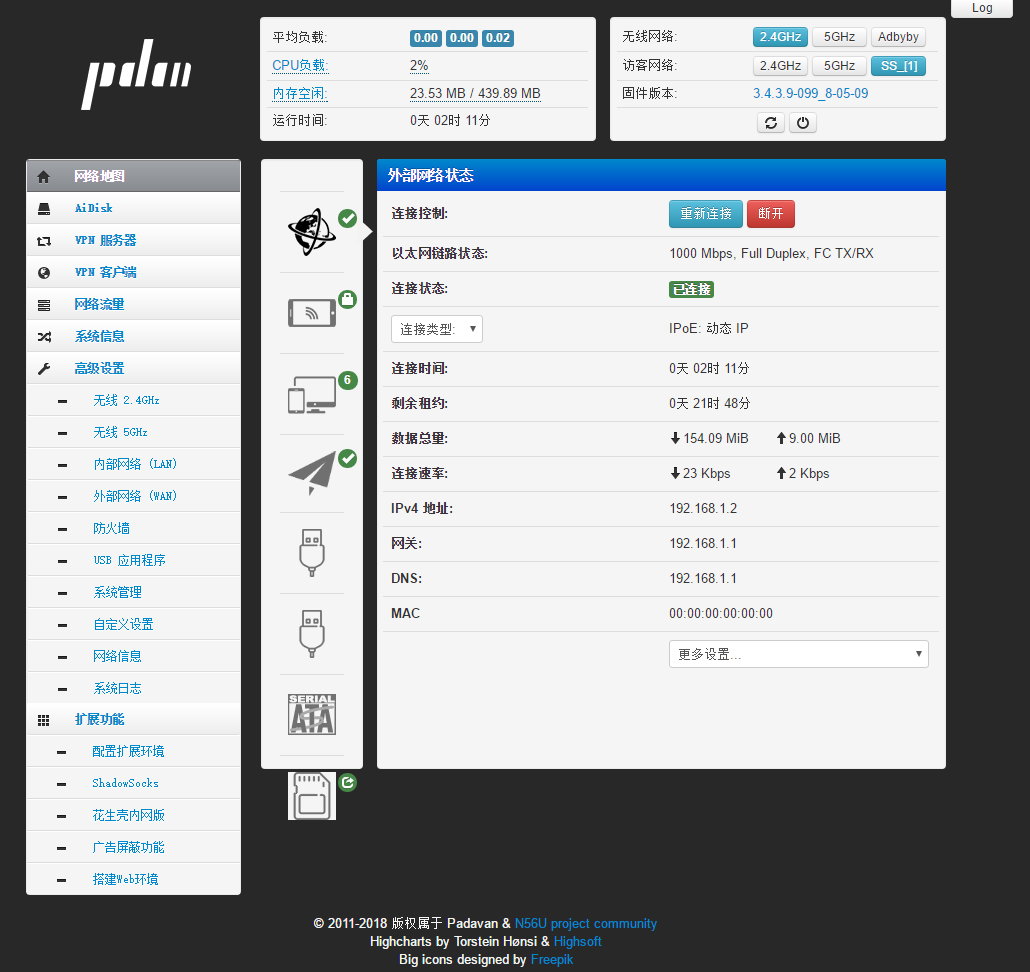 Log
pdan
平均负载: 0.00 0.00 0.02
CPU负载: 2%
内存空闲: 23.53 MB / 439.89 MB
运行时间: 0天 02时 11分
无线网络: 2.4GHz 5GHz Adbyby
访客网络: 2.4GHz 5GHz SS_[1]
固件版本: 3.4.3.9-099_8-05-09
网络地图
AiDisk
VPN 服务器
VPN 客户端
网络流量
系统信息
高级设置
无线 2.4GHz
无线 5GHz
内部网络 (LAN)
外部网络 (WAN)
防火墙
USB 应用程序
系统管理
自定义设置
网络信息
系统日志
扩展功能
配置扩展环境
ShadowSocks
花生壳内网版
广告屏蔽功能
搭建Web环境
6
SERIAL
ATA
外部网络状态
连接控制: 重新连接 断开
以太网链路状态: 1000 Mbps, Full Duplex, FC TX/RX
连接状态: 已连接
连接类型: IPoE: 动态 IP
连接时间: 0天 02时 11分
剩余租约: 0天 21时 48分
数据总量: 154.09 MiB 9.00 MiB
连接速率: 23 Kbps 2 Kbps
IPv4 地址: 192.168.1.2
网关: 192.168.1.1
DNS: 192.168.1.1
MAC 00:00:00:00:00:00
更多设置...
© 2011-2018 版权属于 Padavan & N56U project community
Highcharts by Torstein Hønsi & Highsoft
Big icons designed by Freepik